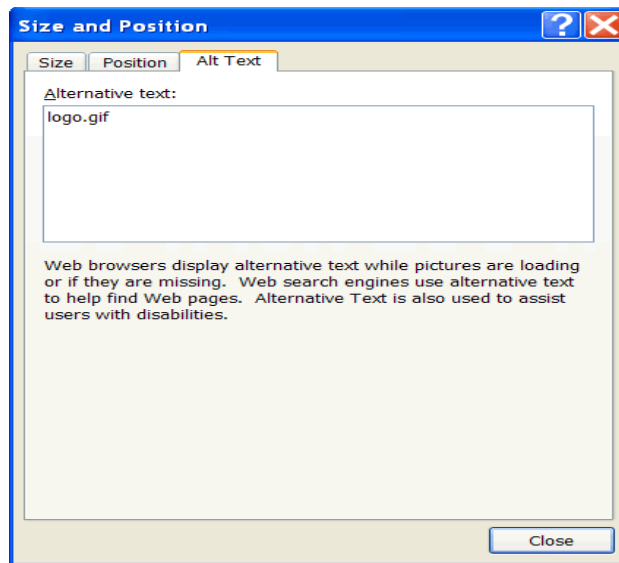 Size and Position
?
Size Position Alt Text
Alternative text:
logo.gif
Web browsers display alternative text while pictures are loading
or if they are missing.  Web search engines use alternative text
to help find Web pages.  Alternative Text is also used to assist
users with disabilities.
Close